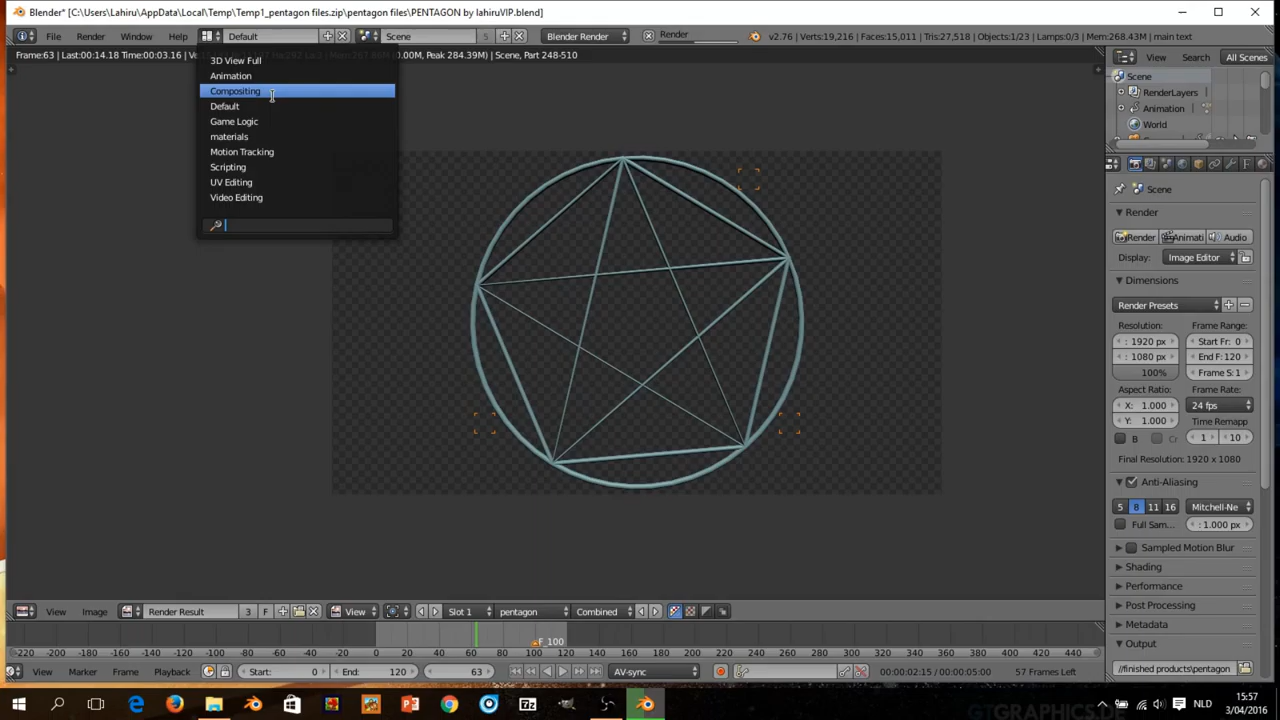 Blender* [C:\Users\Lahiru\AppData\Local\Temp\Temp1_pentagon files.zip\pentagon files\PENTAGON by lahiruVIP.blend]
File Render Window Help Default Scene 5 Blender Render Render v2.76 | Verts:19,216 | Faces:15,011 | Tris:27,518 | Objects:1/23 | Lamps:0/3 | Mem:268.43M | main text
Frame:63 | Last:00:14.18 Time:00:03.16 | 0.00M, Peak 284.39M) | Scene, Part 248-510
View Search All Scenes
3D View Full
Animation
Compositing
Default
Game Logic
materials
Motion Tracking
Scripting
UV Editing
Video Editing
Scene
RenderLayers
Animation
World
Scene
Render
Render Animati Audio
Display: Image Editor
Dimensions
Render Presets
Resolution: Frame Range:
: 1920 px Start Fr: 0
: 1080 px End F: 120
100% Frame S: 1
Aspect Ratio: Frame Rate:
X: 1.000 24 fps
Y: 1.000 Time Remap
B Cr 1 10
Final Resolution: 1920 x 1080
Anti-Aliasing
5 8 11 16 Mitchell-Ne
Full Sam... : 1.000 px
Sampled Motion Blur
Shading
Performance
Post Processing
Metadata
Output
//finished products\pentagon
View Image Render Result 3 F View Slot 1 pentagon Combined
F_100
-220 -200 -180 -160 -140 -120 -100 -80 -60 -40 -20 0 20 40 60 80 100 120 140 160 180 200 220 240 260 280 300 320 340 360 380 400 420 440
View Marker Frame Playback Start: 0 End: 120 63 AV-sync 00:00:02:15 / 00:00:05:00 57 Frames Left
15:57
NLD
3/04/2016
GTGRAPHICS.DE